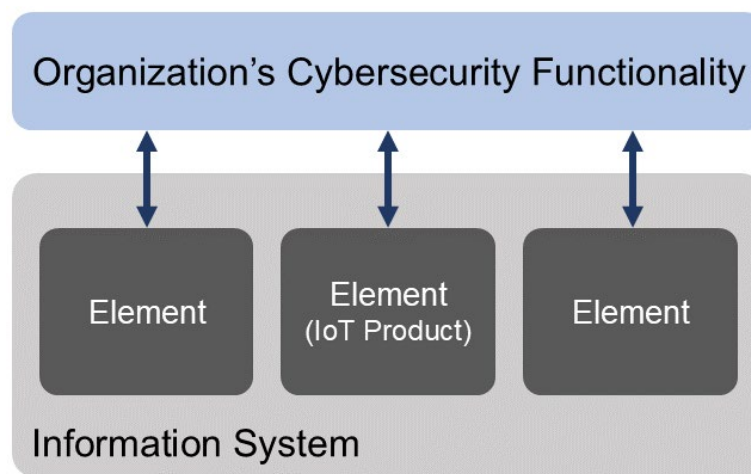 Organization’s Cybersecurity Functionality
Element
Element
(IoT Product)
Element
Information System